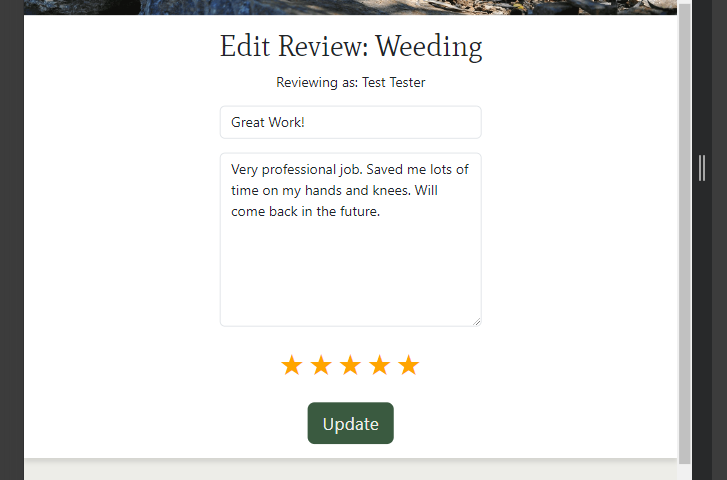 Edit Review: Weeding
Reviewing as: Test Tester
Great Work!
Very professional job. Saved me lots of
time on my hands and knees. Will
come back in the future.
Update